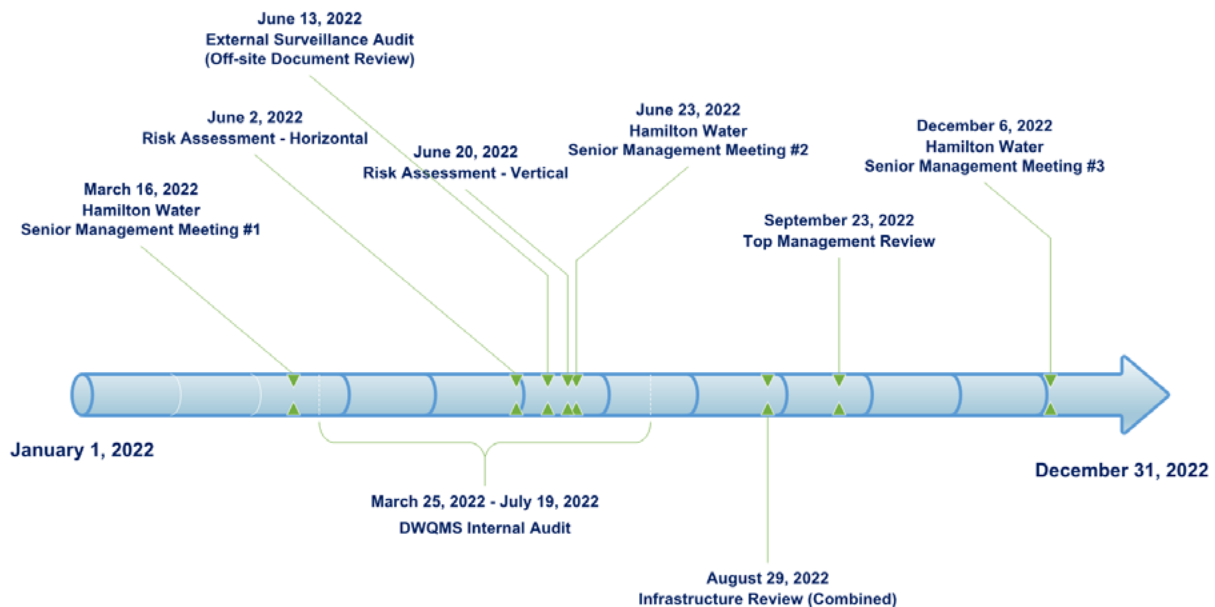 June 13, 2022
External Surveillance Audit
(Off-site Document Review)
June 2, 2022
Risk Assessment - Horizontal
June 20, 2022
Risk Assessment - Vertical
June 23, 2022
Hamilton Water
Senior Management Meeting #2
December 6, 2022
Hamilton Water
Senior Management Meeting #3
March 16, 2022
Hamilton Water
Senior Management Meeting #1
September 23, 2022
Top Management Review
January 1, 2022
December 31, 2022
March 25, 2022 - July 19, 2022
DWQMS Internal Audit
August 29, 2022
Infrastructure Review (Combined)